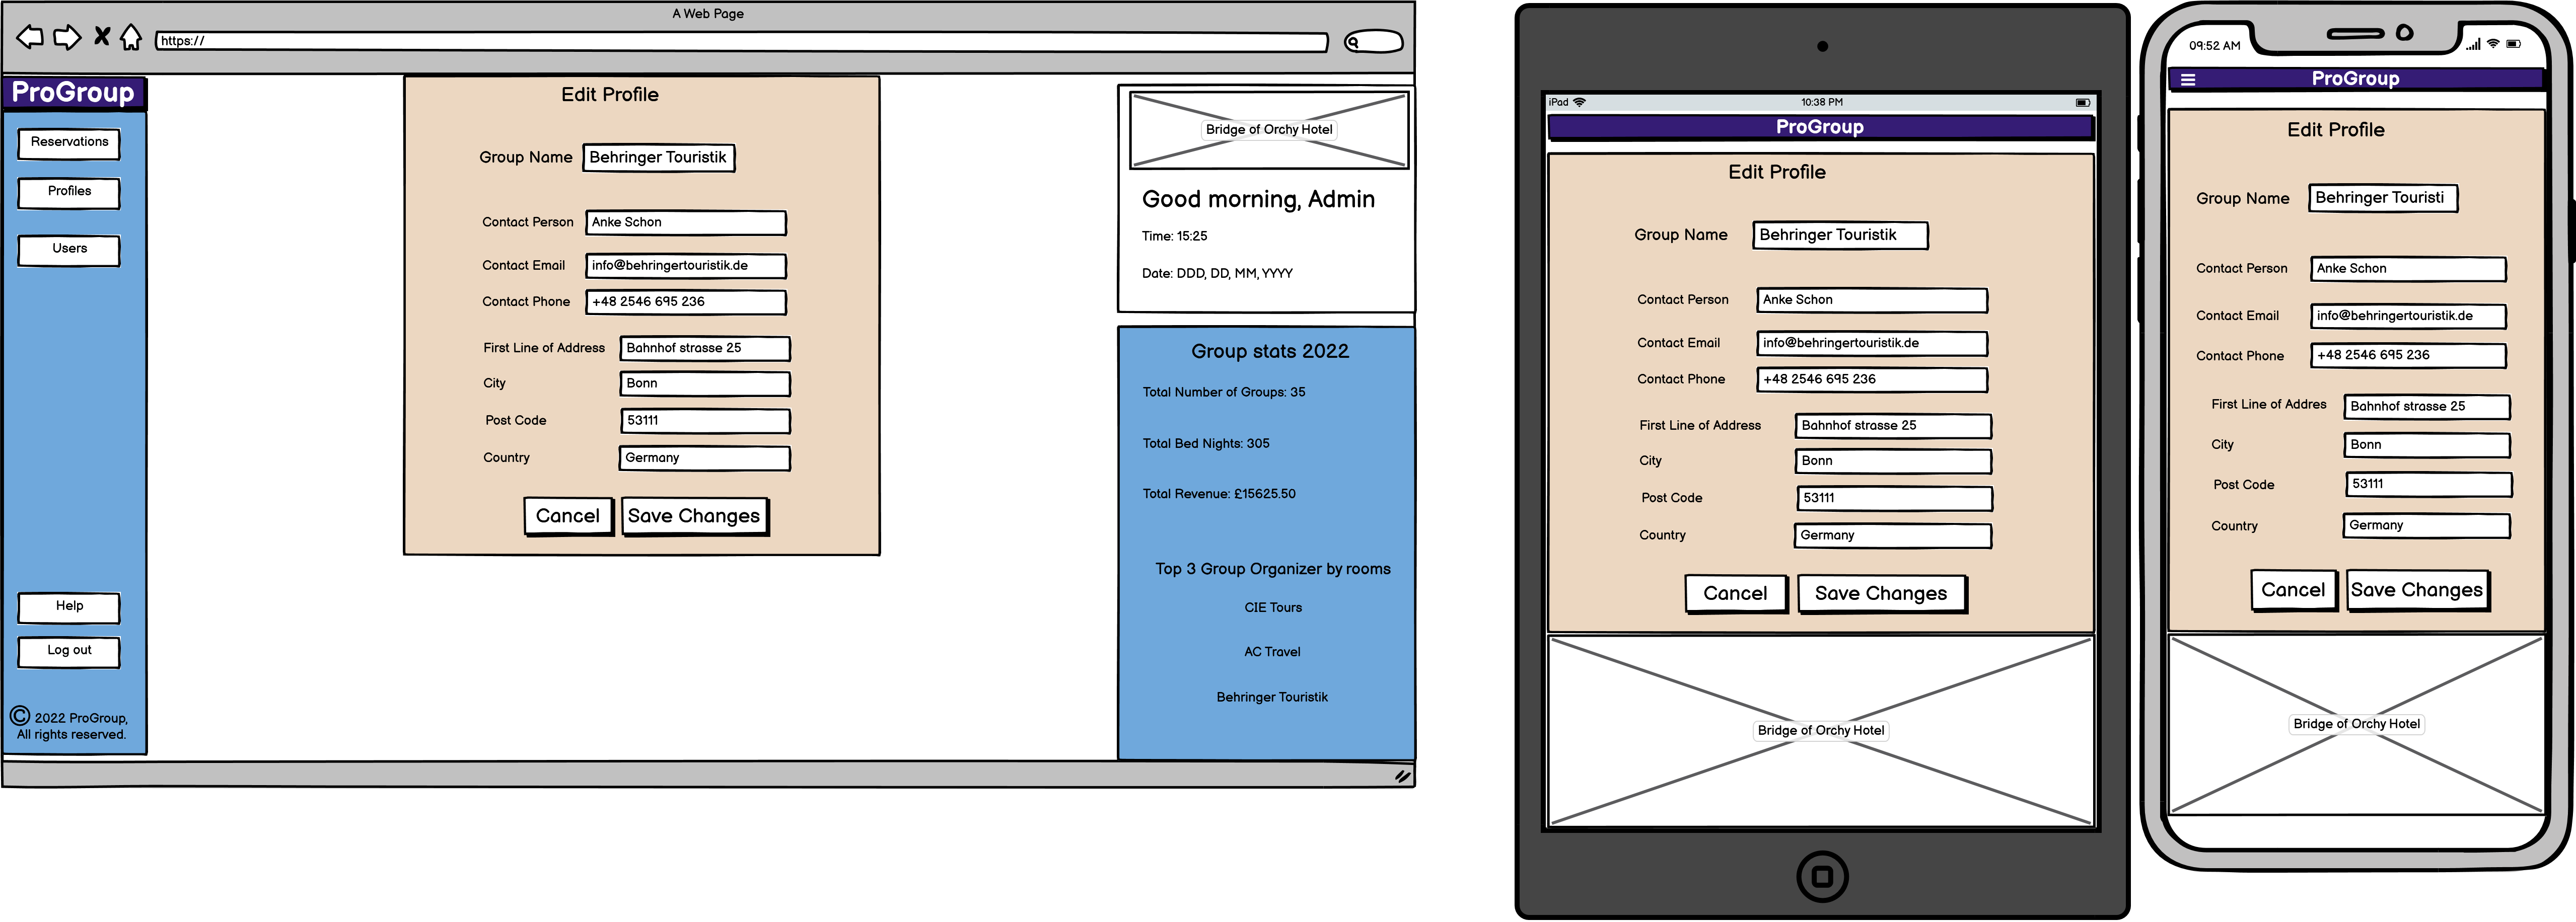 A Web Page
https://
ProGroup
Reservations
Profiles
Users
Help
Log out
© 2022 ProGroup,
All rights reserved.
Edit Profile
Group Name Behringer Touristik
Contact Person Anke Schon
Contact Email info@behringertouristik.de
Contact Phone +48 2546 695 236
First Line of Address Bahnhof strasse 25
City Bonn
Post Code 53111
Country Germany
Cancel Save Changes
Bridge of Orchy Hotel
Good morning, Admin
Time: 15:25
Date: DDD, DD, MM, YYYY
Group stats 2022
Total Number of Groups: 35
Total Bed Nights: 305
Total Revenue: £15625.50
Top 3 Group Organizer by rooms
CIE Tours
AC Travel
Behringer Touristik
iPad 10:38 PM
ProGroup
Edit Profile
Group Name Behringer Touristik
Contact Person Anke Schon
Contact Email info@behringertouristik.de
Contact Phone +48 2546 695 236
First Line of Address Bahnhof strasse 25
City Bonn
Post Code 53111
Country Germany
Cancel Save Changes
Bridge of Orchy Hotel
09:52 AM
ProGroup
Edit Profile
Group Name Behringer Touristi
Contact Person Anke Schon
Contact Email info@behringertouristik.de
Contact Phone +48 2546 695 236
First Line of Addres Bahnhof strasse 25
City Bonn
Post Code 53111
Country Germany
Cancel Save Changes
Bridge of Orchy Hotel